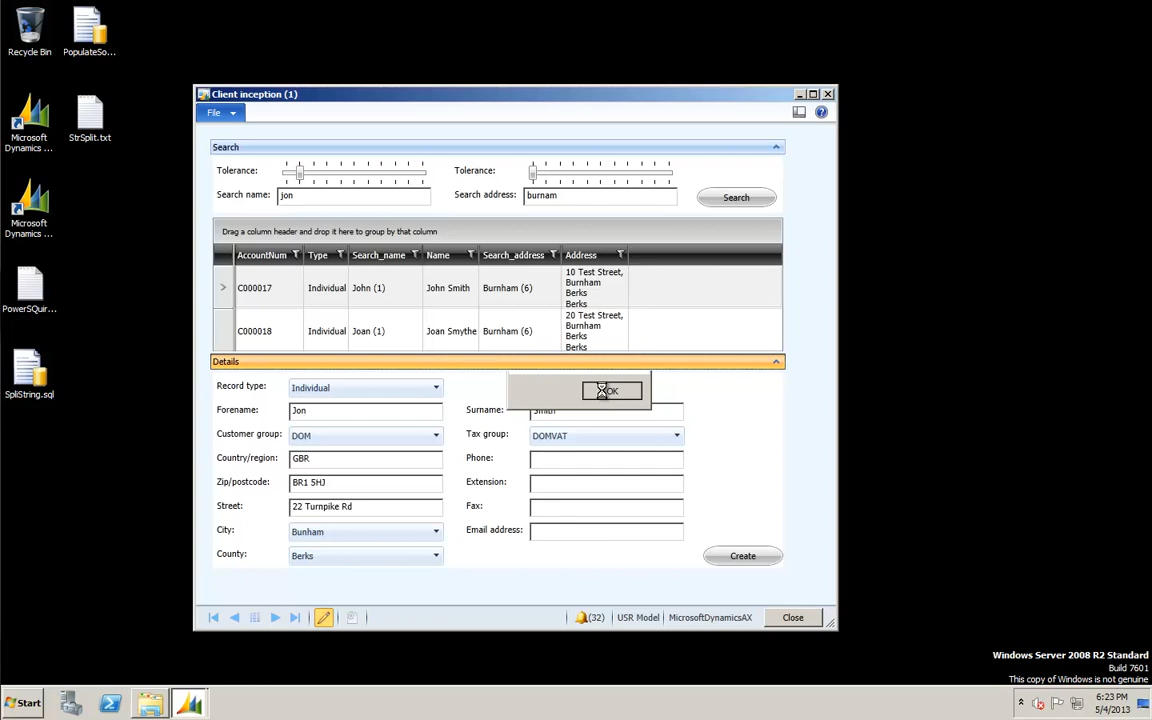 Recycle Bin
PopulateSo...
Microsoft
Dynamics ...
StrSplit.txt
Microsoft
Dynamics ...
PowerSQuir...
SpliString.sql
Client inception (1)
File
Search
Tolerance:
Tolerance:
Search name:
jon
Search address:
burnam
Search
Drag a column header and drop it here to group by that column
AccountNum Type Search_name Name Search_address Address
C000017 Individual John (1) John Smith Burnham (6)
10 Test Street,
Burnham
Berks
Berks
C000018 Individual Joan (1) Joan Smythe Burnham (6)
20 Test Street,
Burnham
Berks
Berks
Details
Record type: Individual
OK
Forename: Jon
Surname: Smith
Customer group: DOM
Tax group: DOMVAT
Country/region: GBR
Phone:
Zip/postcode: BR1 5HJ
Extension:
Street: 22 Turnpike Rd
Fax:
City: Bunham
Email address:
County: Berks
Create
(32) USR Model MicrosoftDynamicsAX Close
Windows Server 2008 R2 Standard
Build 7601
This copy of Windows is not genuine
Start
6:23 PM
5/4/2013